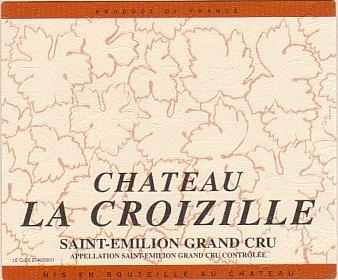 PRODUCT OF FRANCE
CHATEAU
LA CROIZILLE
SAINT-EMILION GRAND CRU
APPELLATION SAINT-EMILION GRAND CRU CONTRÔLÉE
MIS EN BOUTEILLE AU CHATEAU